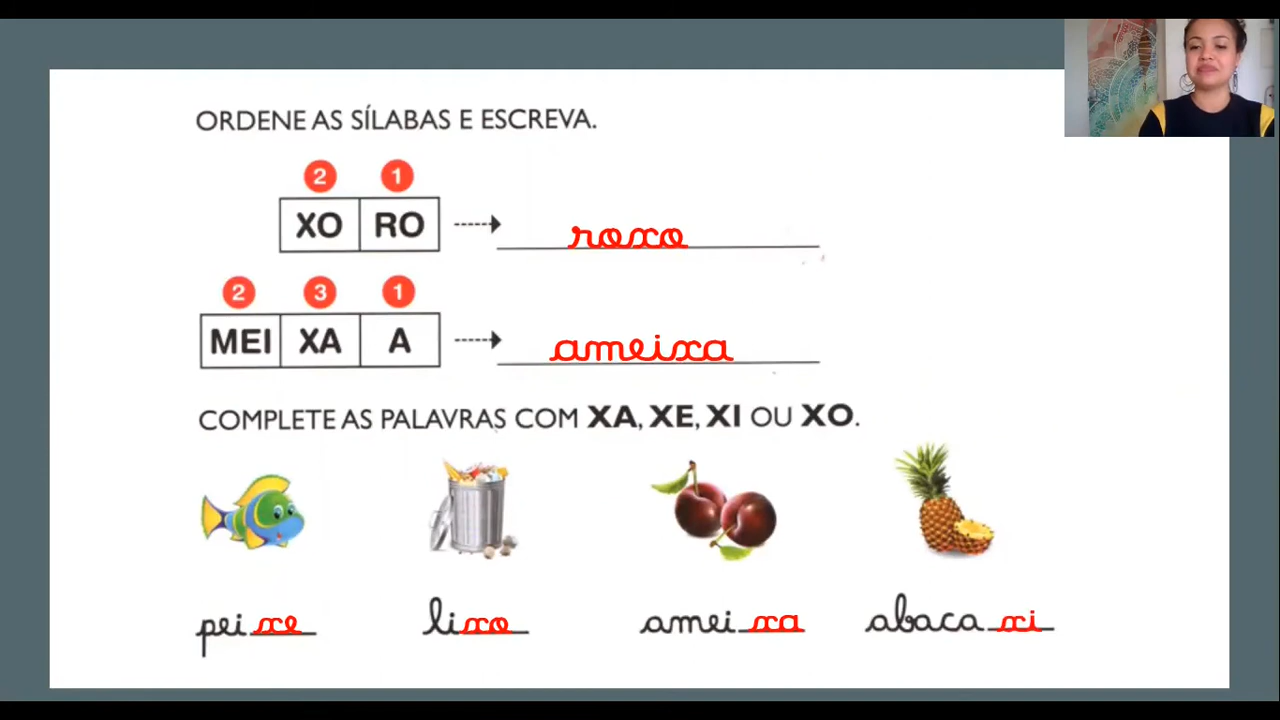 ORDENE AS SÍLABAS E ESCREVA.
2 1
XO RO roxo
2 3 1
MEI XA A ameixa
COMPLETE AS PALAVRAS COM XA, XE, XI OU XO.
peixe lixo ameixa abacaxi